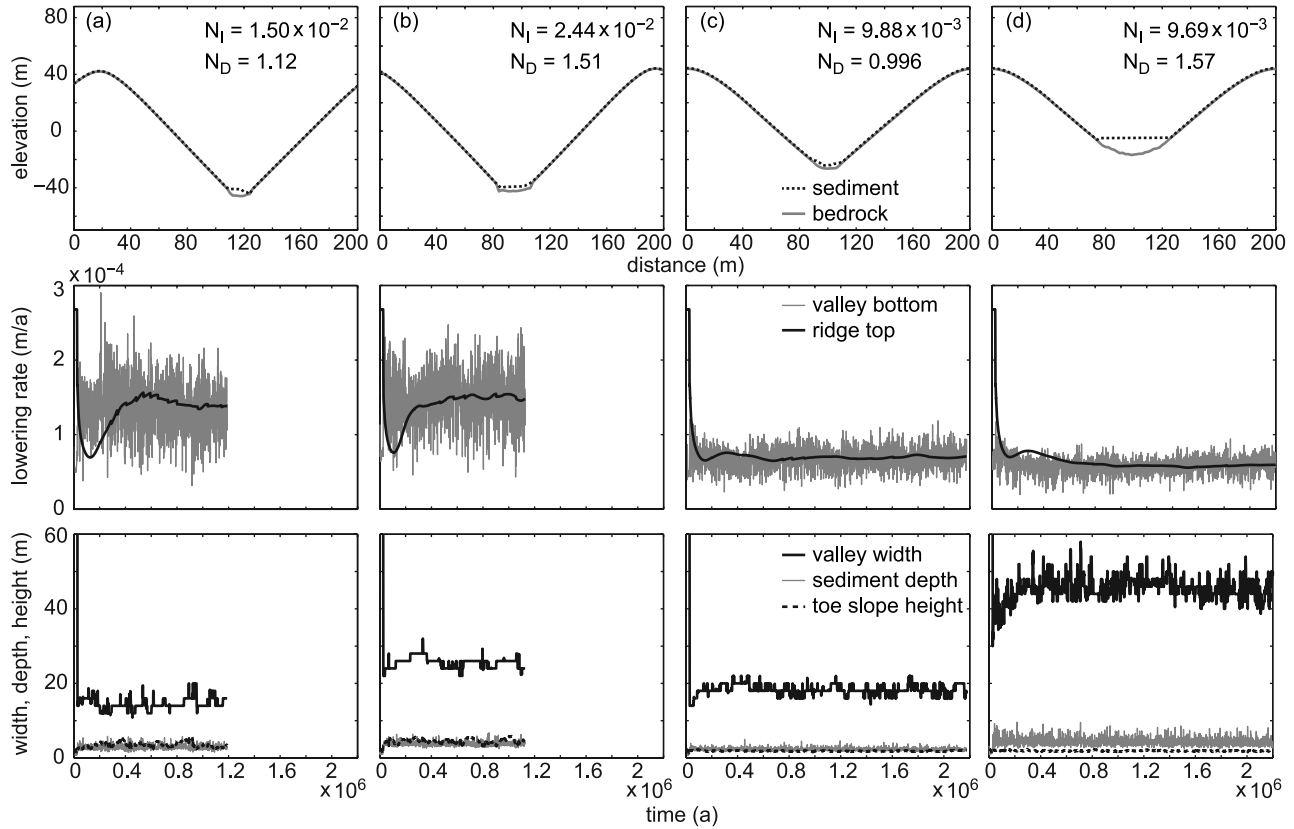 (a)
N_I = 1.50 x 10^-2
N_D = 1.12
(b)
N_I = 2.44 x 10^-2
N_D = 1.51
(c)
N_I = 9.88 x 10^-3
N_D = 0.996
(d)
N_I = 9.69 x 10^-3
N_D = 1.57
elevation (m)
80
40
0
−40
sediment
bedrock
0 40 80 120 160 200
0 40 80 120 160 200
0 40 80 120 160 200
0 40 80 120 160 200
distance (m)
x 10^-4
lowering rate (m/a)
3
2
1
0
valley bottom
ridge top
width, depth, height (m)
60
40
20
0
valley width
sediment depth
toe slope height
0 0.4 0.8 1.2 1.6 2
x 10^6
0.4 0.8 1.2 1.6 2
x 10^6
0.4 0.8 1.2 1.6 2
x 10^6
0 0.4 0.8 1.2 1.6 2
x 10^6
time (a)